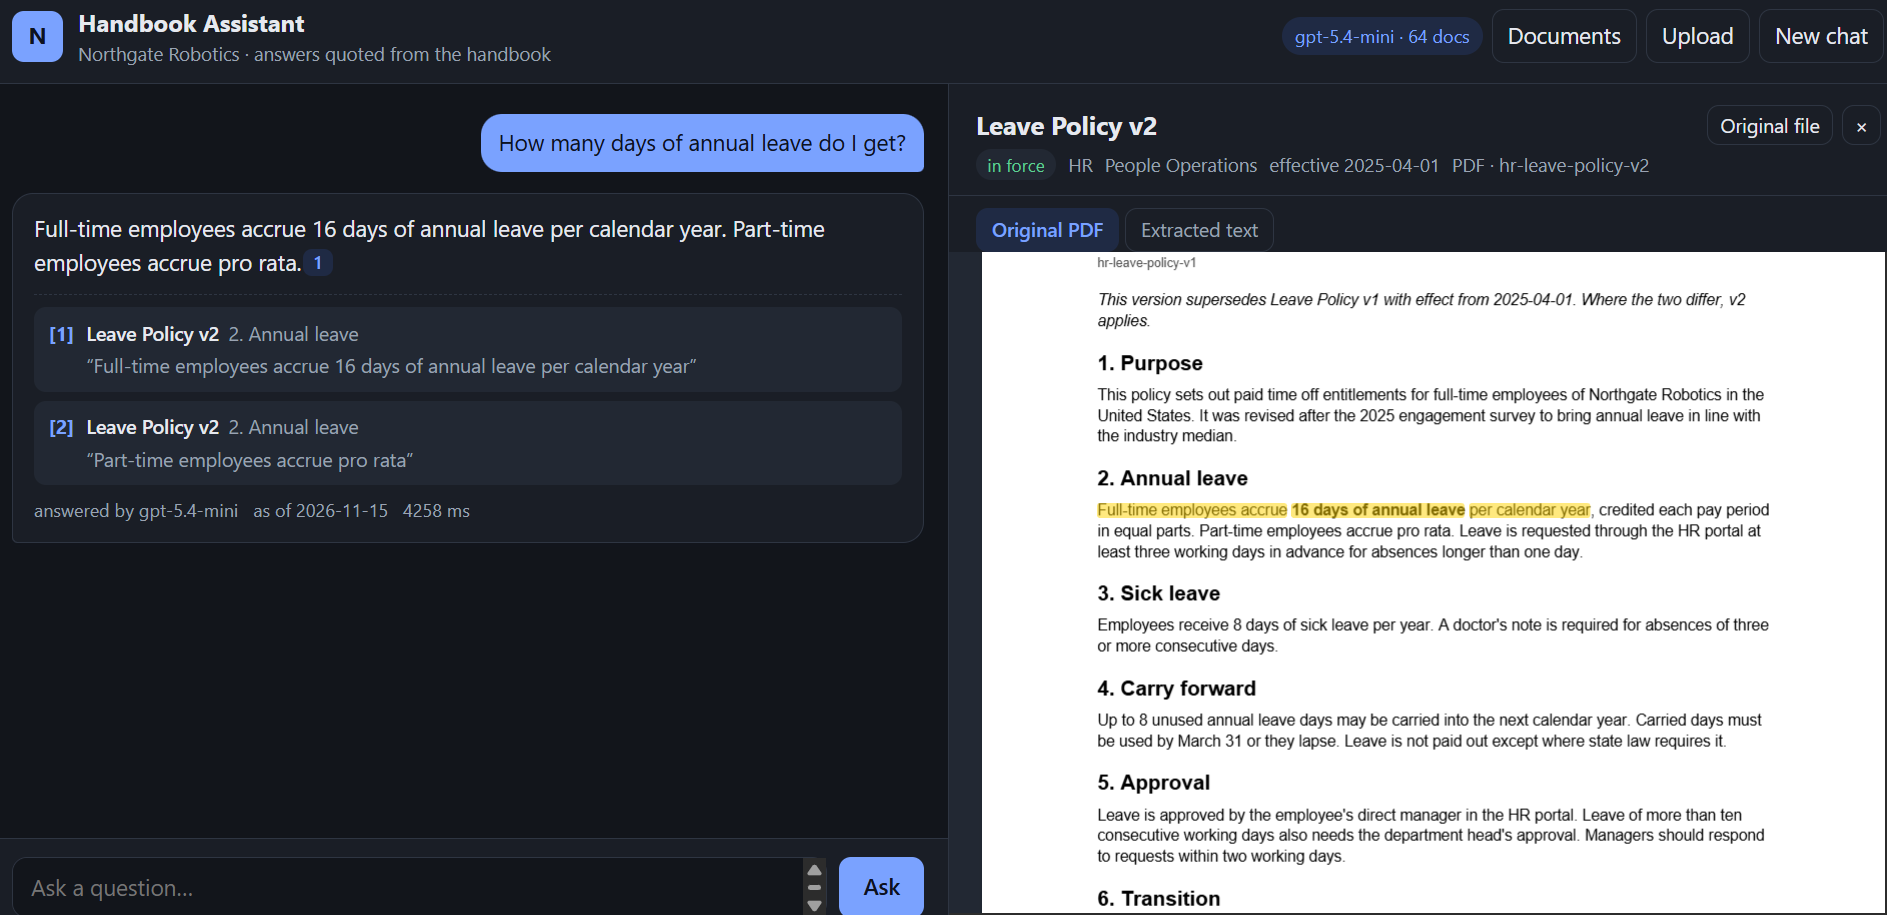 N
Handbook Assistant
Northgate Robotics · answers quoted from the handbook
gpt-5.4-mini · 64 docs
Documents
Upload
New chat
How many days of annual leave do I get?
Full-time employees accrue 16 days of annual leave per calendar year. Part-time
employees accrue pro rata. 1
[1] Leave Policy v2 2. Annual leave
“Full-time employees accrue 16 days of annual leave per calendar year”
[2] Leave Policy v2 2. Annual leave
“Part-time employees accrue pro rata”
answered by gpt-5.4-mini as of 2026-11-15 4258 ms
Ask a question...
Ask
Leave Policy v2
Original file
×
in force HR People Operations effective 2025-04-01 PDF · hr-leave-policy-v2
Original PDF
Extracted text
hr-leave-policy-v1
This version supersedes Leave Policy v1 with effect from 2025-04-01. Where the two differ, v2
applies.
1. Purpose
This policy sets out paid time off entitlements for full-time employees of Northgate Robotics in the
United States. It was revised after the 2025 engagement survey to bring annual leave in line with
the industry median.
2. Annual leave
Full-time employees accrue 16 days of annual leave per calendar year, credited each pay period
in equal parts. Part-time employees accrue pro rata. Leave is requested through the HR portal at
least three working days in advance for absences longer than one day.
3. Sick leave
Employees receive 8 days of sick leave per year. A doctor's note is required for absences of three
or more consecutive days.
4. Carry forward
Up to 8 unused annual leave days may be carried into the next calendar year. Carried days must
be used by March 31 or they lapse. Leave is not paid out except where state law requires it.
5. Approval
Leave is approved by the employee's direct manager in the HR portal. Leave of more than ten
consecutive working days also needs the department head's approval. Managers should respond
to requests within two working days.
6. Transition